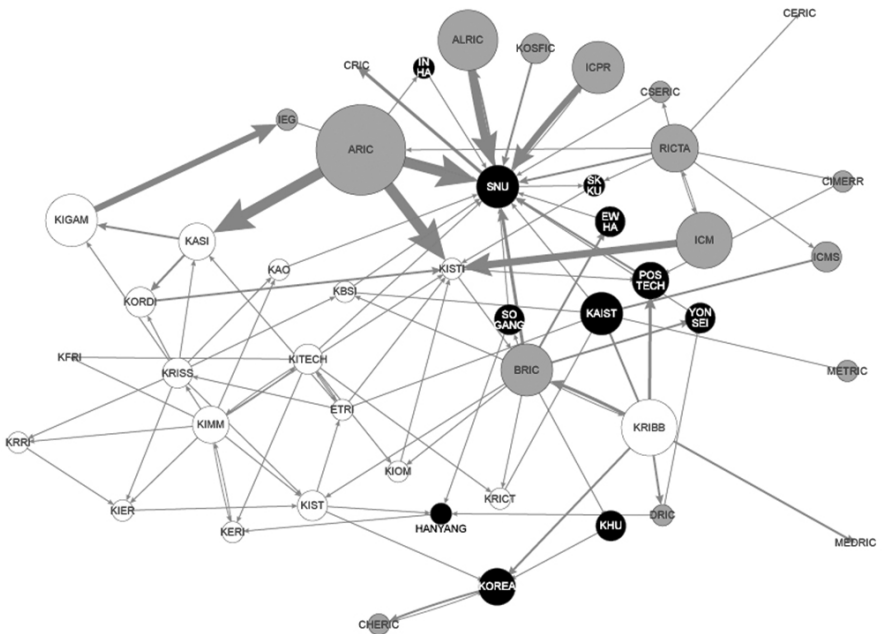 CERIC
ALRIC
KOSFIC
CRIC
IN
HA
ICPR
CSERIC
IEG
ARIC
RICTA
SNU
SK
KU
CIMERR
KIGAM
EW
HA
KASI
ICM
ICMS
KAO
KISTI
POS
TECH
KBSI
KORDI
SO
GANG
KAIST
YON
SEI
KFRI
KITECH
KRISS
BRIC
METRIC
ETRI
KIMM
KRIBB
KRRI
KIOM
KRICT
KIER
KIST
KERI
HANYANG
DRIC
KHU
MEDRIC
KOREA
CHERIC